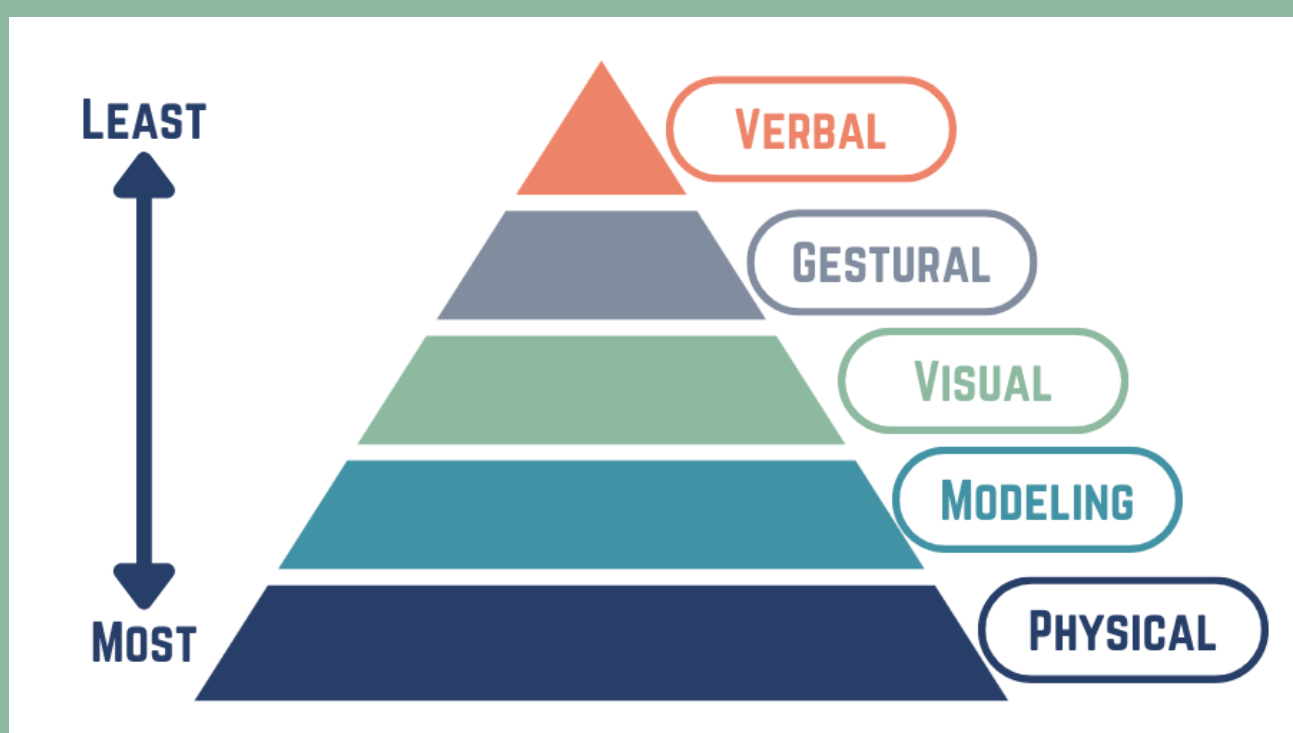 LEAST
VERBAL
GESTURAL
VISUAL
MODELING
PHYSICAL
MOST